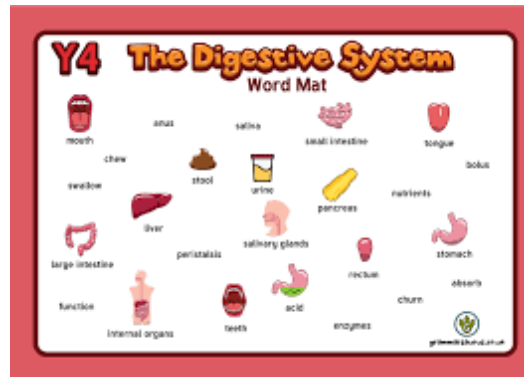 Y4 The Digestive System
Word Mat
mouth
anus
saliva
small intestine
tongue
chew
bolus
swallow
stool
urine
pancreas
nutrients
liver
salivary glands
large intestine
peristalsis
rectum
stomach
absorb
function
internal organs
teeth
acid
churn
enzymes